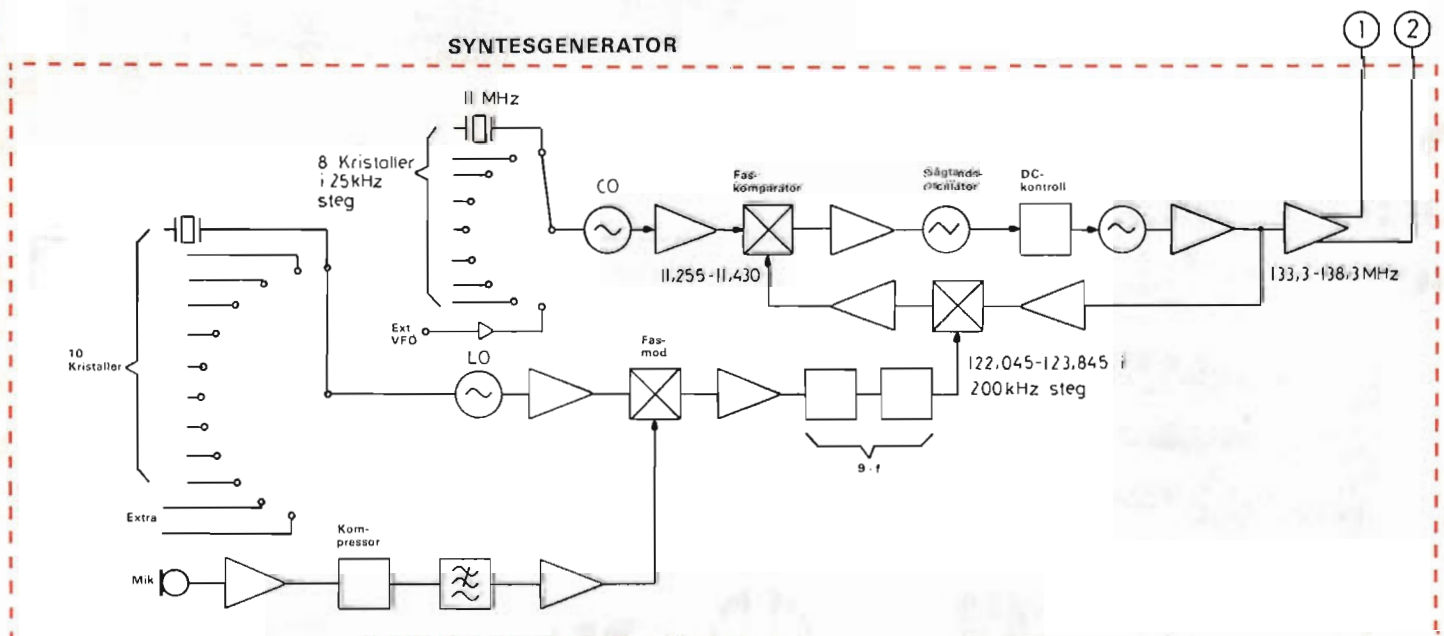 SYNTESGENERATOR
1 2
11 MHz
8 Kristaller
i 25kHz
steg
CO
Fas-
komparator
Sågtands-
oscillator
DC-
kontroll
11,255-11,430
133,3-138,3 MHz
Ext
VFO
10
Kristaller
LO
Fas-
mod
122,045-123,845 i
200kHz steg
9·f
Extra
Kom-
pressor
Mik